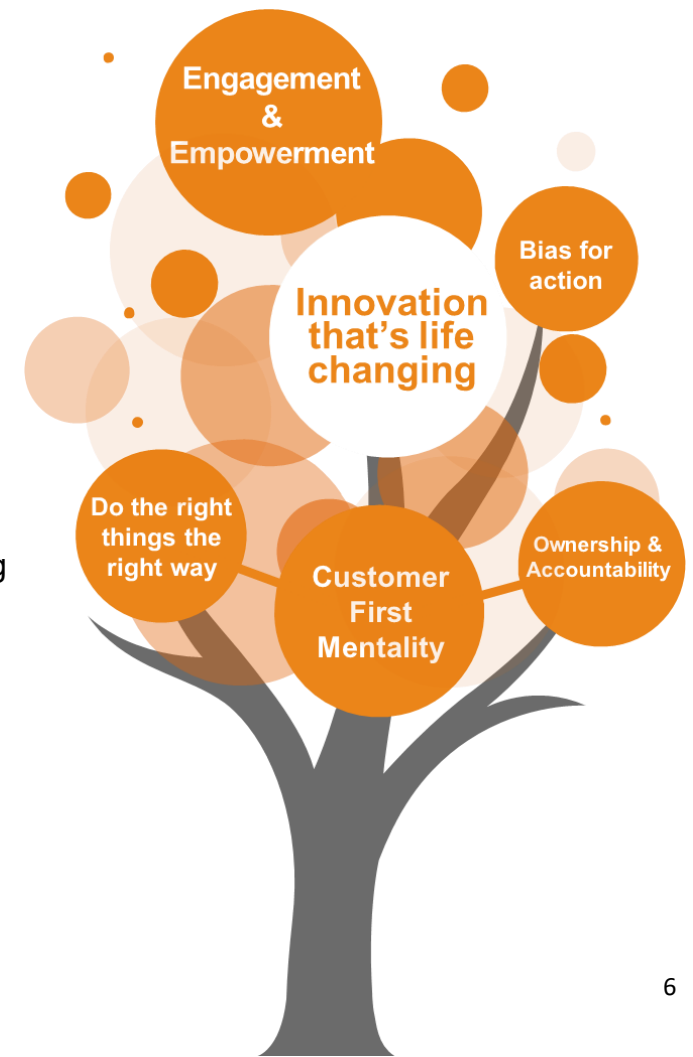 Engagement
&
Empowerment
Bias for
action
Innovation
that's life
changing
Do the right
things the
right way
g
Customer
First
Mentality
Ownership &
Accountability
6